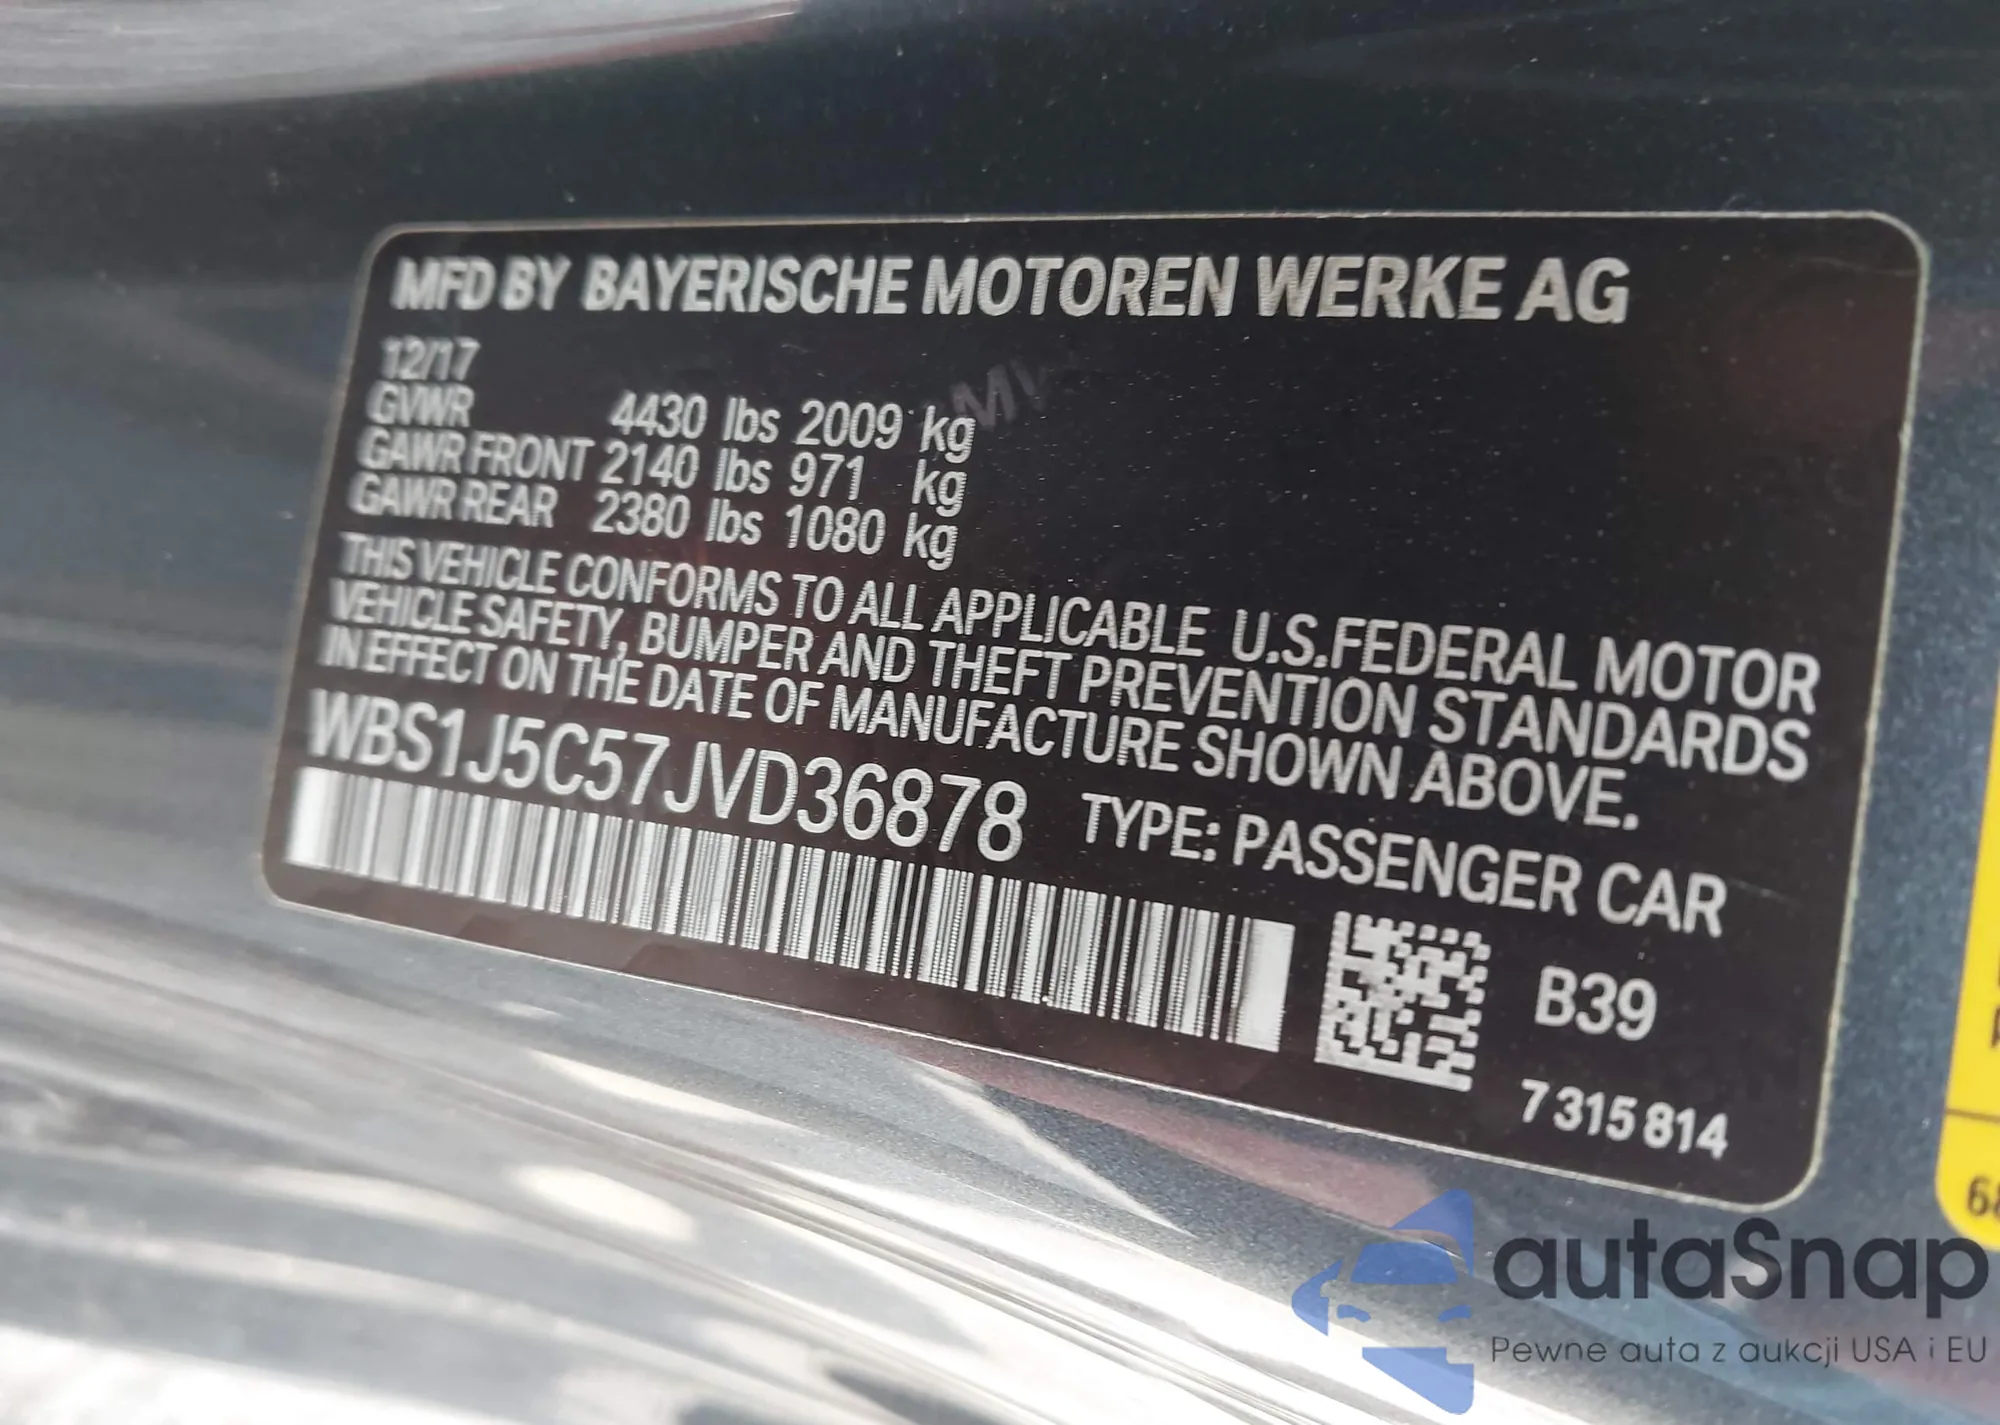 MFD BY BAYERISCHE MOTOREN WERKE AG
12/17
GVWR 4430 lbs 2009 kg
GAWR FRONT 2140 lbs 971 kg
GAWR REAR 2380 lbs 1080 kg
THIS VEHICLE CONFORMS TO ALL APPLICABLE U.S.FEDERAL MOTOR
VEHICLE SAFETY, BUMPER AND THEFT PREVENTION STANDARDS
IN EFFECT ON THE DATE OF MANUFACTURE SHOWN ABOVE.
WBS1J5C57JVD36878 TYPE: PASSENGER CAR
B39
7 315 814
autaSnap
Pewne auta z aukcji USA i EU